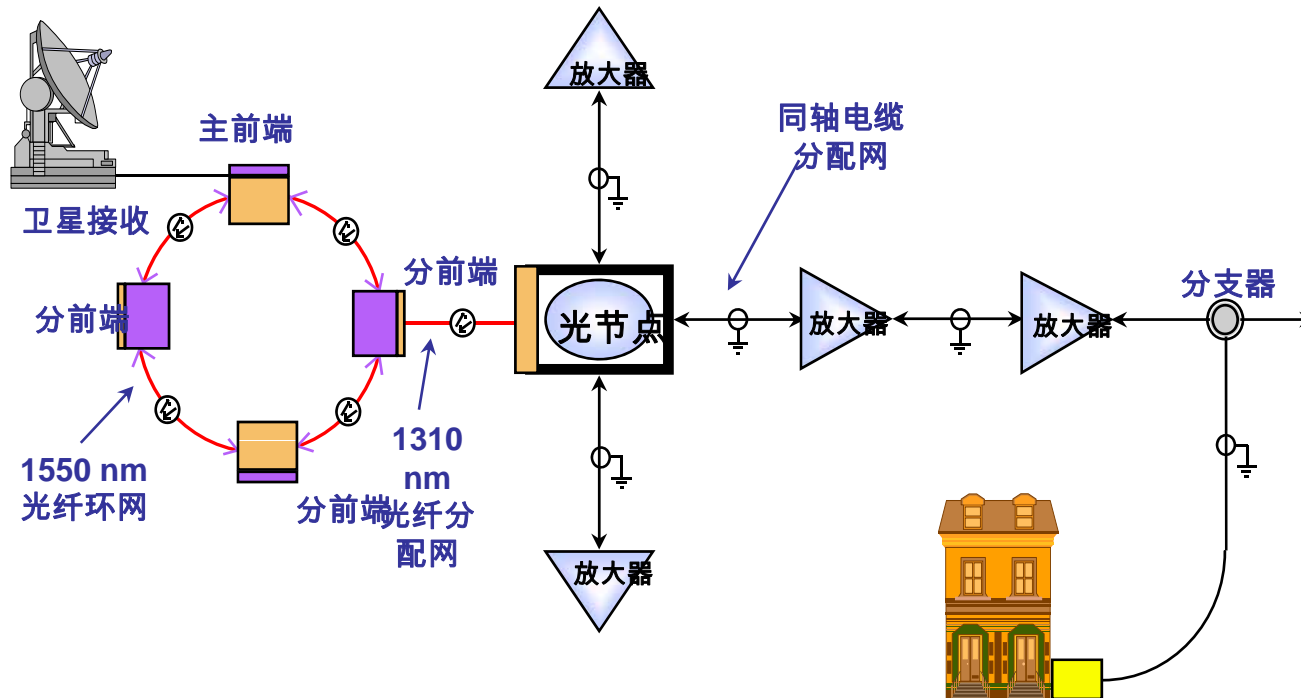 放大器
同轴电缆
分配网
主前端
卫星接收
分前端
分前端
光节点
放大器
放大器
分支器
1550 nm
光纤环网
分前端
1310
nm
光纤分
配网
放大器